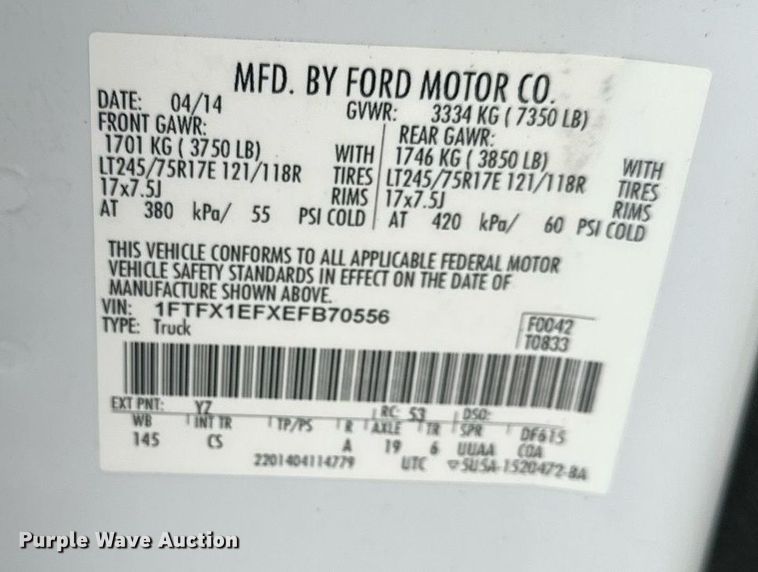 MFD. BY FORD MOTOR CO.
DATE: 04/14 GVWR: 3334 KG ( 7350 LB)
FRONT GAWR: REAR GAWR:
1701 KG ( 3750 LB) WITH 1746 KG ( 3850 LB) WITH
LT245/75R17E 121/118R TIRES LT245/75R17E 121/118R TIRES
17x7.5J RIMS 17x7.5J RIMS
AT 380 kPa/ 55 PSI COLD AT 420 kPa/ 60 PSI COLD
THIS VEHICLE CONFORMS TO ALL APPLICABLE FEDERAL MOTOR
VEHICLE SAFETY STANDARDS IN EFFECT ON THE DATE OF
MANUFACTURE SHOWN ABOVE.
VIN: 1FTFX1EFXEFB70556
TYPE: Truck
F0042
T0833
EXT PNT: YZ RC: 53 DSO:
WB INT TR TP/PS R AXLE TR SPR DF615
145 CS A 19 6 UUAA COA
2201404114779 UTC ▽5U5A-1520472-BA
Purple Wave Auction